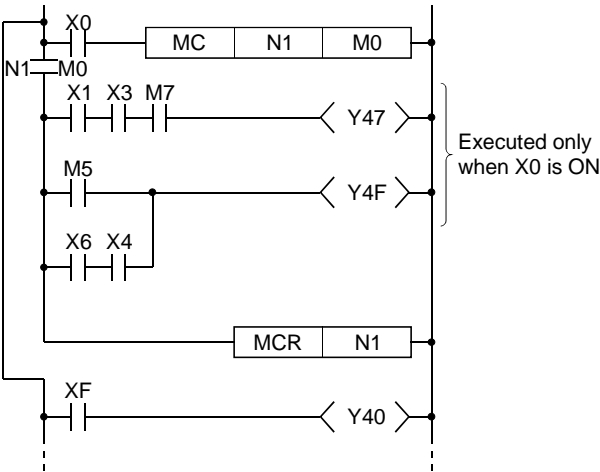 X0
MC N1 M0
N1 M0
X1 X3 M7
Y47
Executed only
when X0 is ON
M5
Y4F
X6 X4
MCR N1
XF
Y40